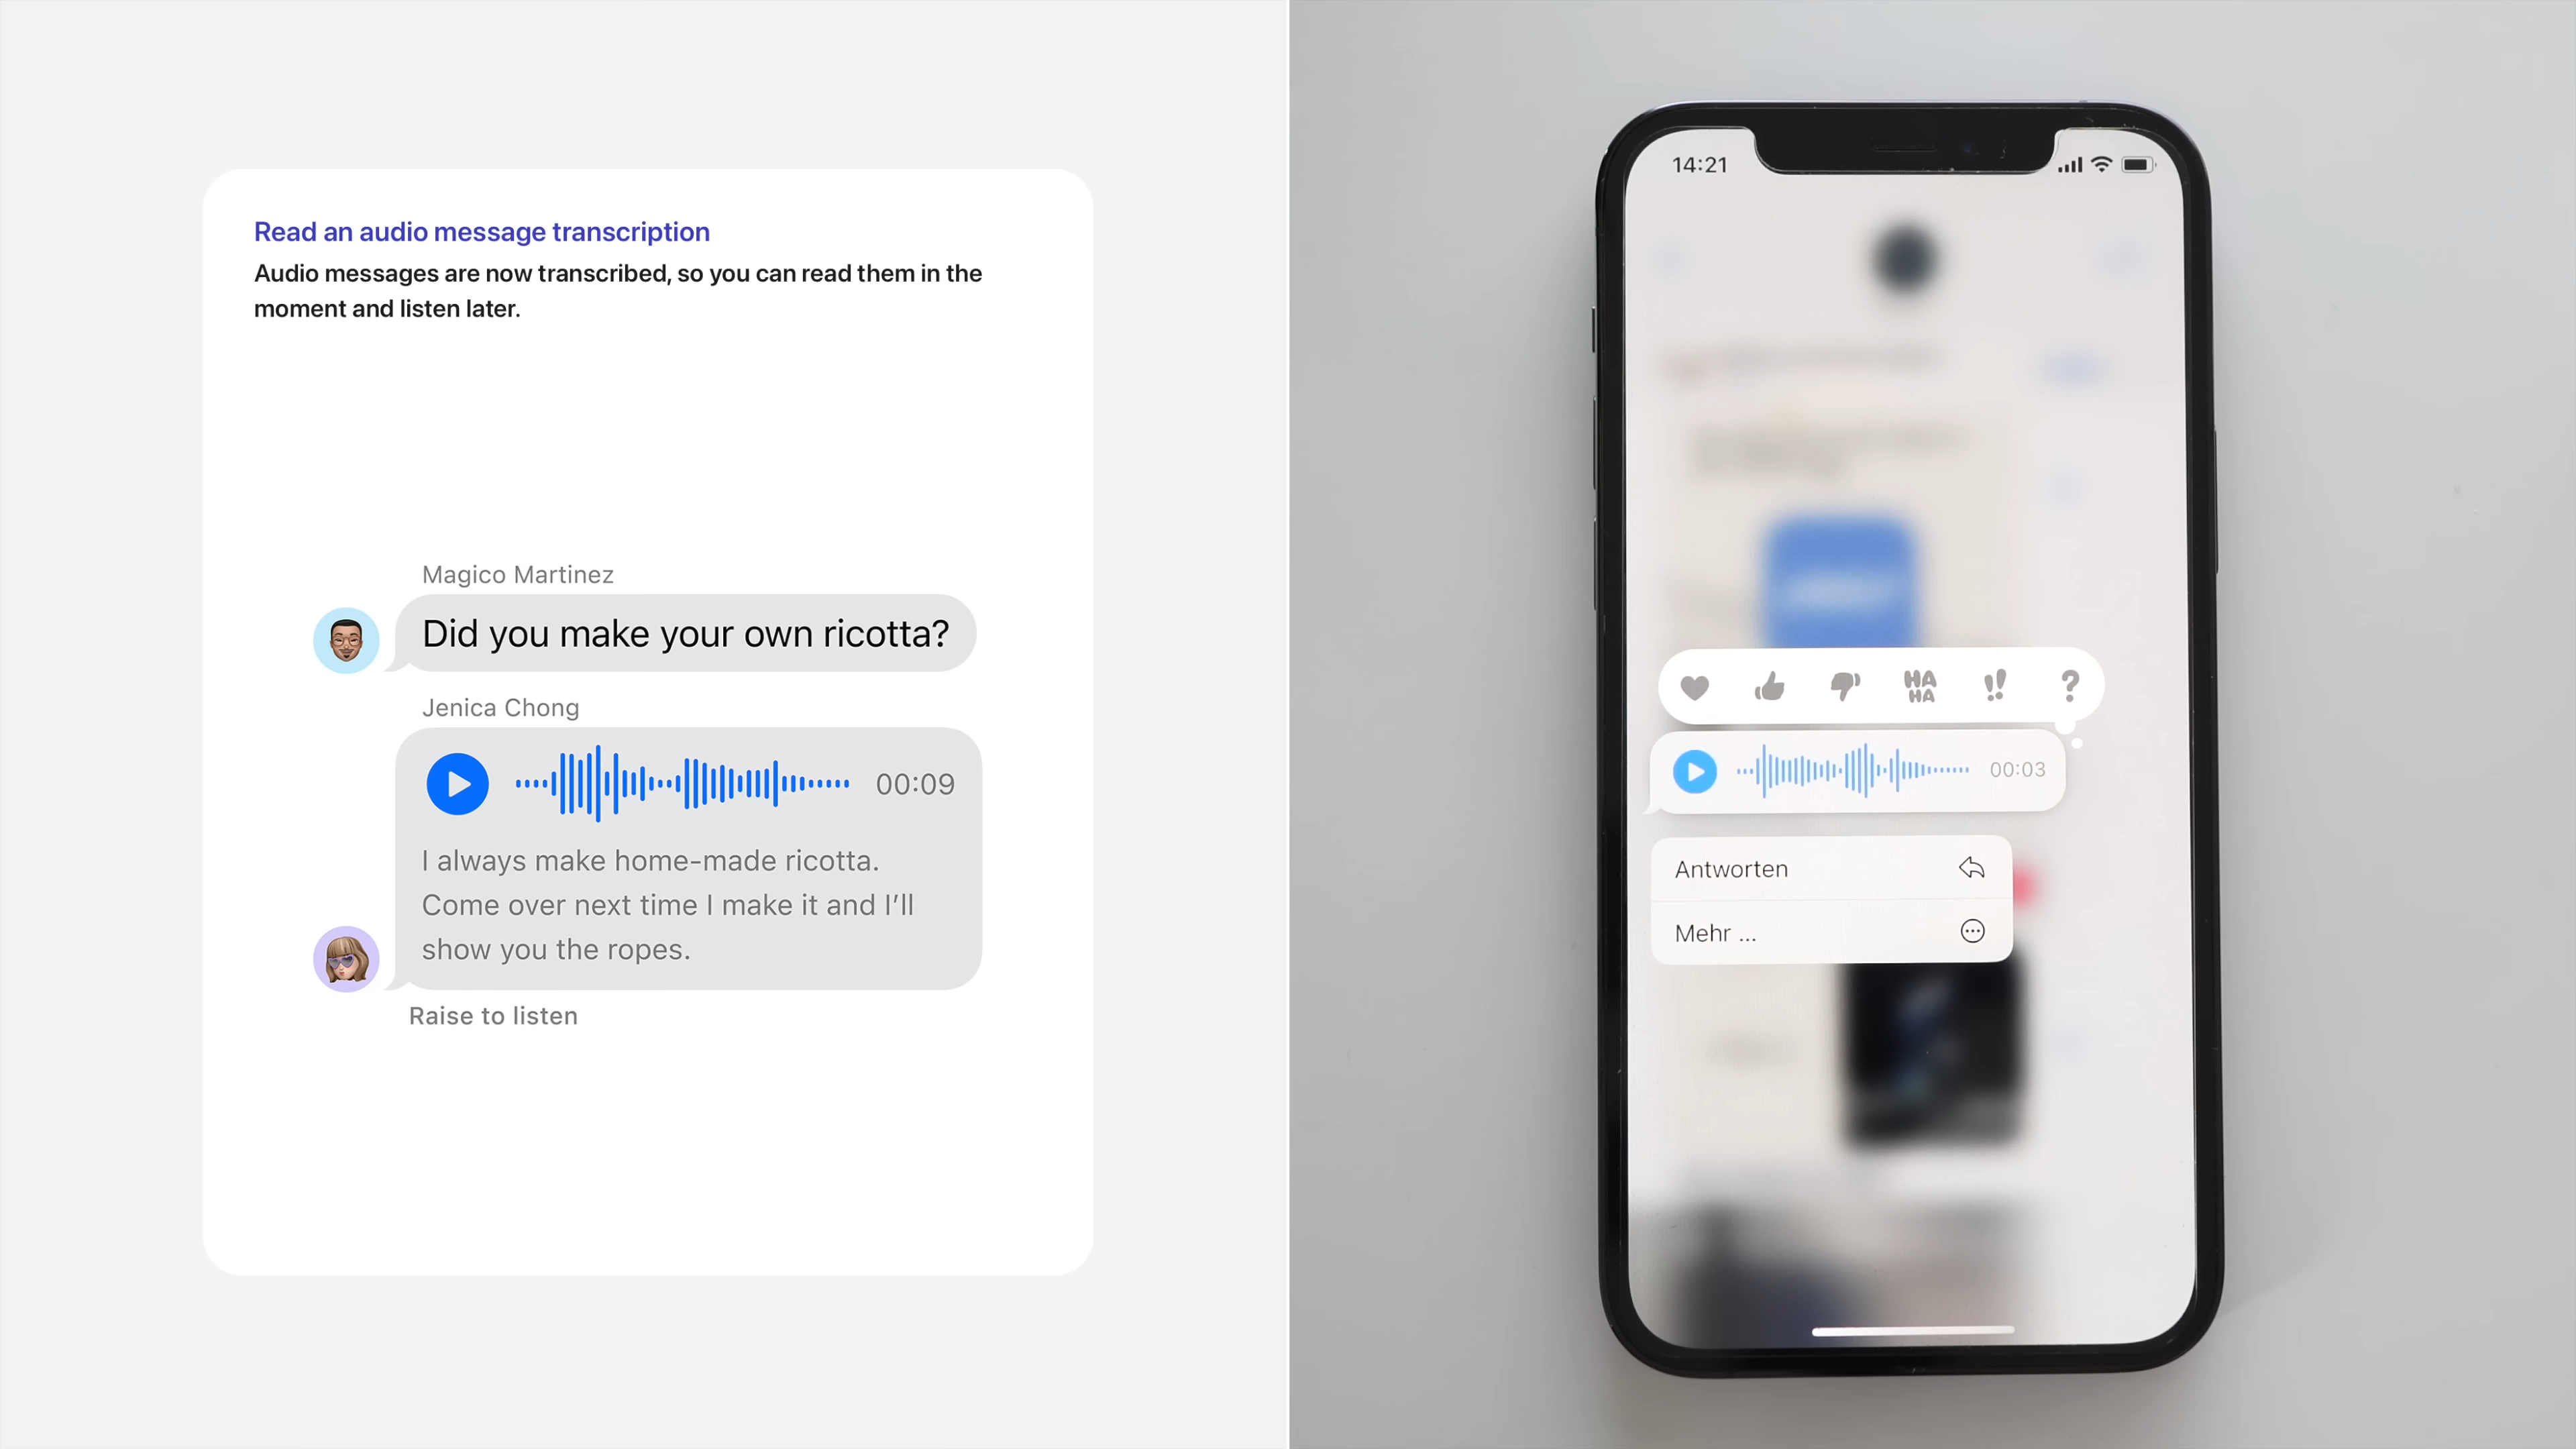 Read an audio message transcription
Audio messages are now transcribed, so you can read them in the
moment and listen later.
Magico Martinez
Did you make your own ricotta?
Jenica Chong
00:09
I always make home-made ricotta.
Come over next time I make it and I'll
show you the ropes.
Raise to listen
14:21
HA
HA
!!
?
00:03
Antworten
Mehr ...